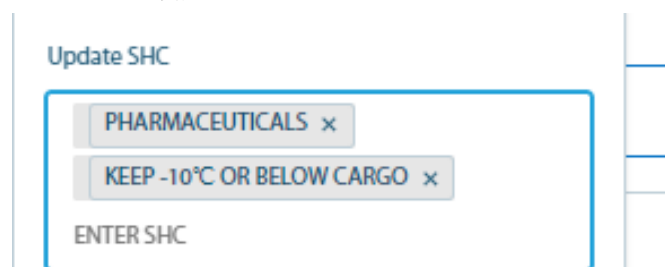 Update SHC
PHARMACEUTICALS ×
KEEP -10°C OR BELOW CARGO ×
ENTER SHC